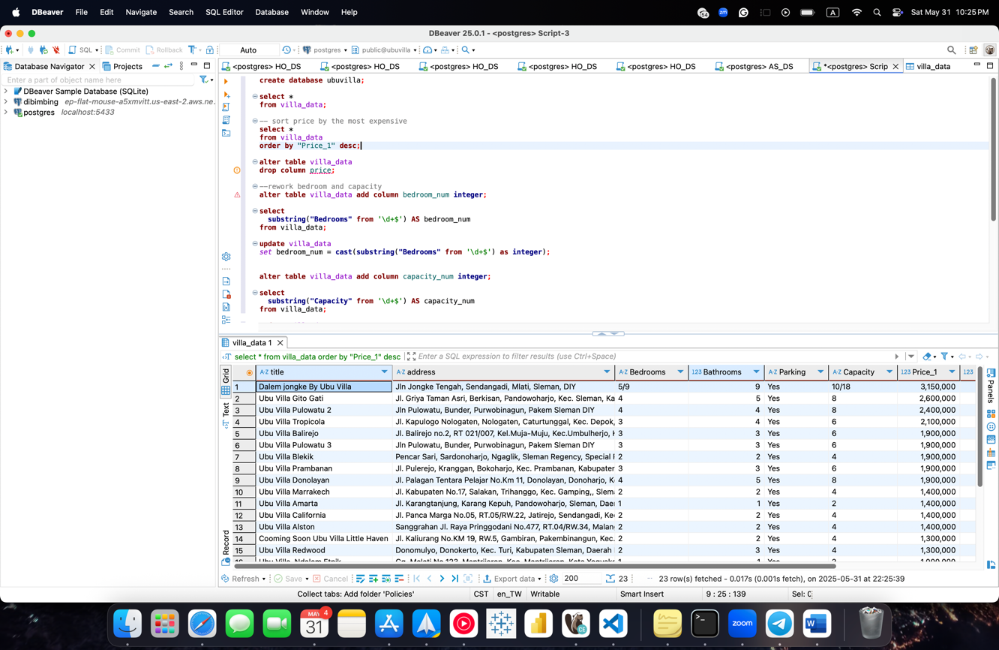 DBeaver File Edit Navigate Search SQL Editor Database Window Help
Sat May 31 10:25 PM
DBeaver 25.0.1 - <postgres> Script-3
SQL Commit Rollback Auto postgres public@ubuvilla
Database Navigator Projects
Enter a part of object name here
DBeaver Sample Database (SQLite)
dibimbing ep-flat-mouse-a5xmvitt.us-east-2.aws.ne
postgres localhost:5433
<postgres> HO_DS <postgres> HO_DS <postgres> HO_DS <postgres> HO_DS <postgres> HO_DS <postgres> AS_DS *<postgres> Scrip villa_data
create database ubuvilla;
select *
from villa_data;
-- sort price by the most expensive
select *
from villa_data
order by "Price_1" desc;
alter table villa_data
drop column price;
--rework bedroom and capacity
alter table villa_data add column bedroom_num integer;
select
substring("Bedrooms" from '\d+$') AS bedroom_num
from villa_data;
update villa_data
set bedroom_num = cast(substring("Bedrooms" from '\d+$') as integer);
alter table villa_data add column capacity_num integer;
select
substring("Capacity" from '\d+$') AS capacity_num
from villa_data;
villa_data 1
select * from villa_data order by "Price_1" desc Enter a SQL expression to filter results (use Ctrl+Space)
Grid
Text
Record
Panels
title address Bedrooms 123 Bathrooms Parking Capacity 123 Price_1 123
1 Dalem jongke By Ubu Villa Jln Jongke Tengah, Sendangadi, Mlati, Sleman, DIY 5/9 9 Yes 10/18 3,150,000
2 Ubu Villa Gito Gati Jl. Griya Taman Asri, Berkisan, Pandowoharjo, Kec. Sleman, Ka 4 5 Yes 8 2,600,000
3 Ubu Villa Pulowatu 2 Jln Pulowatu, Bunder, Purwobinagun, Pakem Sleman DIY 4 4 Yes 8 2,400,000
4 Ubu Villa Tropicola Jl. Kapulogo Nologaten, Nologaten, Caturtunggal, Kec. Depok, 3 4 Yes 6 2,100,000
5 Ubu Villa Balirejo Jl. Balirejo no.2, RT 021/007, Kel.Muja-Muju, Kec.Umbulherjo, 3 3 Yes 6 1,900,000
6 Ubu Villa Pulowatu 3 Jln Pulowatu, Bunder, Purwobinagun, Pakem Sleman DIY 3 3 Yes 6 1,900,000
7 Ubu Villa Blekik Pencar Sari, Sardonoharjo, Ngaglik, Sleman Regency, Special 2 2 Yes 4 1,900,000
8 Ubu Villa Prambanan Jl. Pulerejo, Kranggan, Bokoharjo, Kec. Prambanan, Kabupaten 3 3 Yes 6 1,900,000
9 Ubu Villa Donolayan Jl. Palagan Tentara Pelajar No.Km 11, Donolayan, Donoharjo, K 4 5 Yes 8 1,900,000
10 Ubu Villa Marrakech Jl. Kabupaten No.17, Salakan, Trihanggo, Kec. Gamping,, Slem 2 2 Yes 4 1,400,000
11 Ubu Villa Amarta Jl. Karangtanjung, Karang Kepuh, Pandowoharjo, Sleman, Dae 1 1 Yes 2 1,400,000
12 Ubu Villa California Jl. Panca Marga No.05, RT.05/RW.22, Jatirejo, Sendangadi, Ke 2 2 Yes 4 1,400,000
13 Ubu Villa Alston Sanggrahan Jl. Raya Pringgodani No.477, RT.04/RW.34, Malan 2 2 Yes 4 1,400,000
14 Cooming Soon Ubu Villa Little Haven Jl. Kaliurang No.KM 19, RW.5, Gambiran, Pakembinangun, Kec. 2 2 Yes 4 1,300,000
15 Ubu Villa Redwood Donomulyo, Donokerto, Kec. Turi, Kabupaten Sleman, Daerah 2 3 Yes 4 1,300,000
Refresh Save Cancel Export data 200 23 23 row(s) fetched - 0.017s (0.001s fetch), on 2025-05-31 at 22:25:39
Collect tabs: Add folder 'Policies' CST en_TW Writable Smart Insert 9 : 25 : 139 Sel:
MAY 31 4
CE
zoom